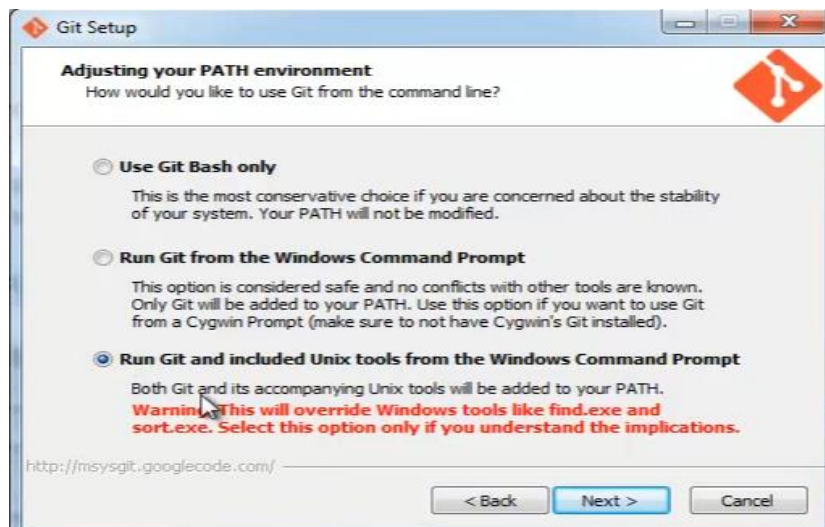 Git Setup
Adjusting your PATH environment
How would you like to use Git from the command line?
Use Git Bash only
This is the most conservative choice if you are concerned about the stability
of your system. Your PATH will not be modified.
Run Git from the Windows Command Prompt
This option is considered safe and no conflicts with other tools are known.
Only Git will be added to your PATH. Use this option if you want to use Git
from a Cygwin Prompt (make sure to not have Cygwin's Git installed).
Run Git and included Unix tools from the Windows Command Prompt
Both Git and its accompanying Unix tools will be added to your PATH.
Warning: This will override Windows tools like find.exe and
sort.exe. Select this option only if you understand the implications.
http://msysgit.googlecode.com/
< Back Next > Cancel